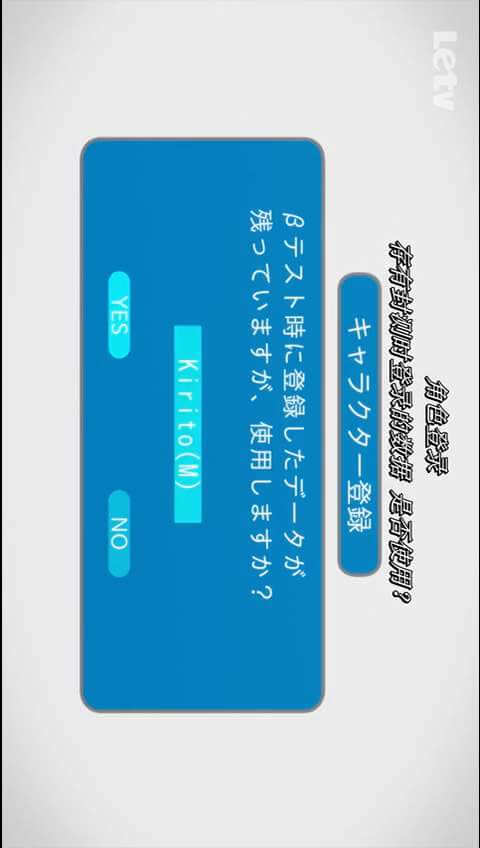 Letv
角色登录
存有封测时登录的数据 是否使用？
キャラクター登録
βテスト時に登録したデータが
残っていますが、使用しますか？
Kirito(M)
YES
NO